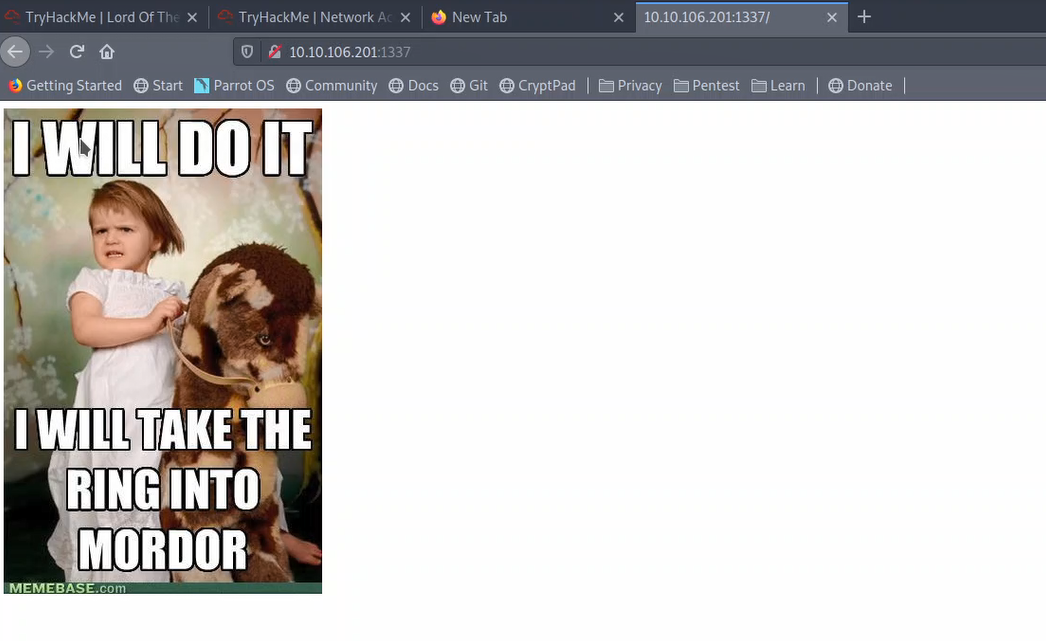 TryHackMe | Lord Of The
TryHackMe | Network Ac
New Tab
10.10.106.201:1337/
10.10.106.201:1337
Getting Started
Start
Parrot OS
Community
Docs
Git
CryptPad
Privacy
Pentest
Learn
Donate
I WILL DO IT
I WILL TAKE THE
RING INTO
MORDOR
MEMEBASE.com